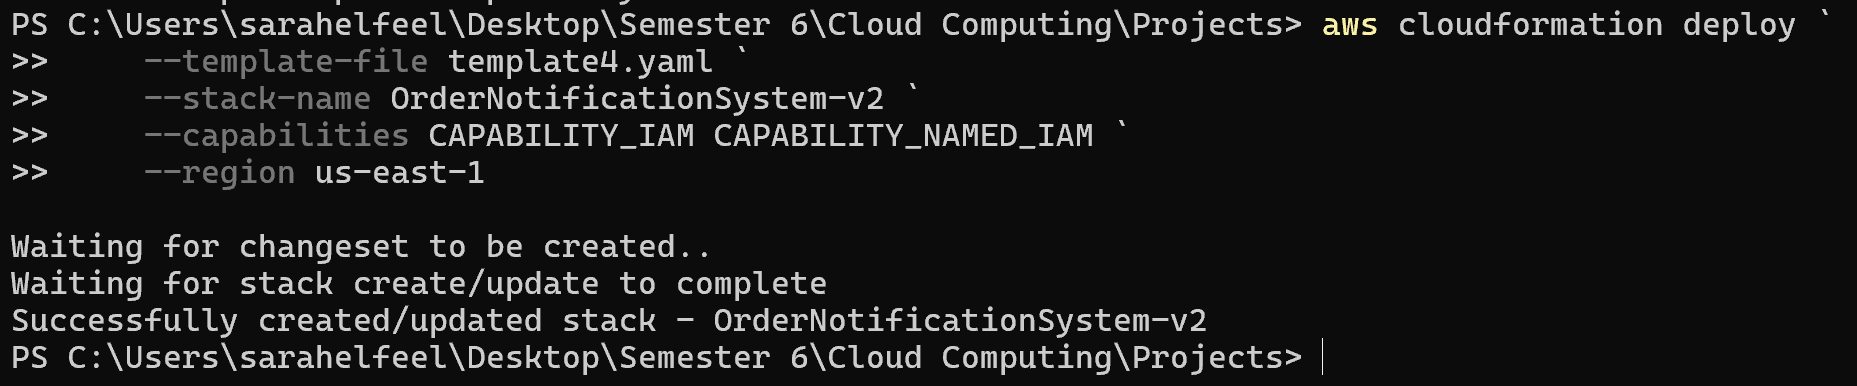 PS C:\Users\sarahelfeel\Desktop\Semester 6\Cloud Computing\Projects> aws cloudformation deploy `
>>     --template-file template4.yaml `
>>     --stack-name OrderNotificationSystem-v2 `
>>     --capabilities CAPABILITY_IAM CAPABILITY_NAMED_IAM `
>>     --region us-east-1

Waiting for changeset to be created..
Waiting for stack create/update to complete
Successfully created/updated stack - OrderNotificationSystem-v2
PS C:\Users\sarahelfeel\Desktop\Semester 6\Cloud Computing\Projects>